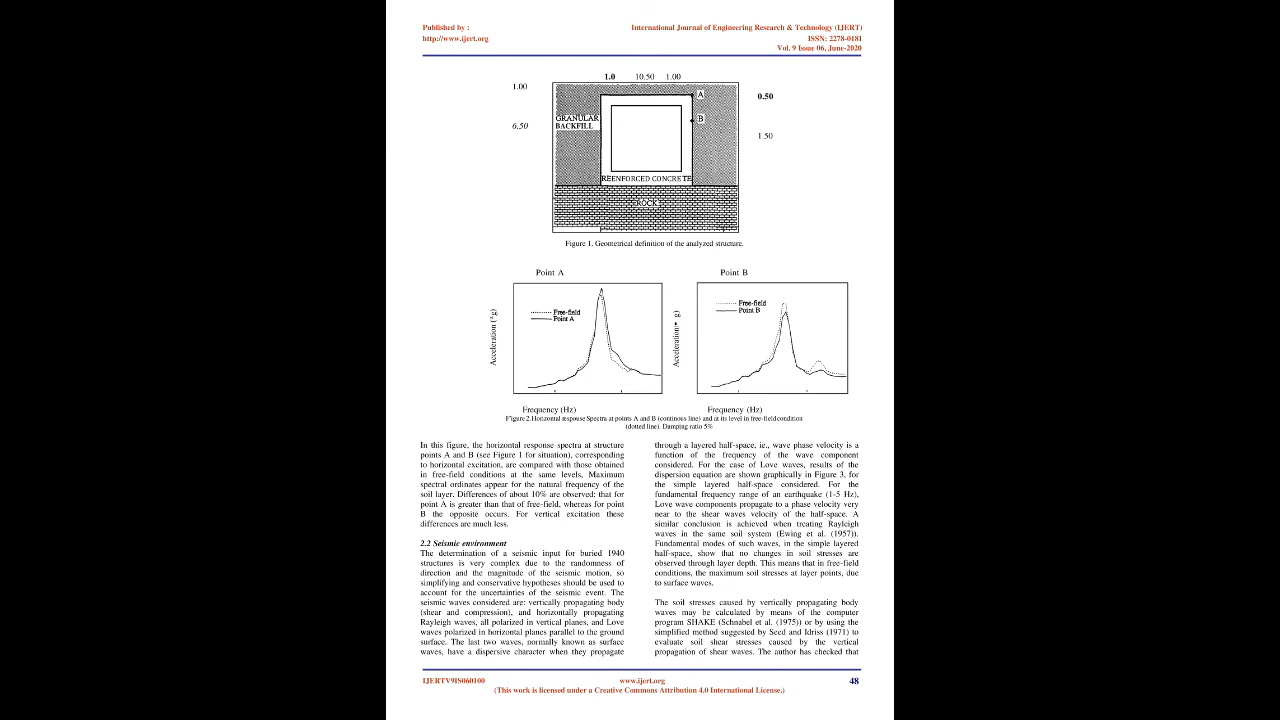 Published by :
International Journal of Engineering Research & Technology (IJERT)
http://www.ijert.org
ISSN: 2278-0181
Vol. 9 Issue 06, June-2020
1.0 10.50 1.00
1.00
A
0.50
GRANULAR
BACKFILL
B
6.50
1.50
REENFORCED CONCRETE
ROCK
Figure 1. Geometrical definition of the analyzed structure.
Point A
Point B
Free-field
Point A
Free-field
Point B
Acceleration (*g)
Acceleration• g)
Frequency (Hz)
Frequency (Hz)
Figure 2.Horizontal respouse Spectra at points A and B (continous line) and at its level in free-fieldcondition
(dotted line). Damping ratio 5%
In this figure, the horizontal response spectra at structure
points A and B (see Figure 1 for situation), corresponding
to horizontal excitation, are compared with those obtained
in free-field conditions at the same levels, Maximum
spectral ordinates appear for the natural frequency of the
soil layer. Differences of about 10% are observed: that for
point A is greater than that of free-field, whereas for point
B the opposite occurs. For vertical excitation these
differences are much less.
2.2 Seismic environment
The determination of a seismic input for buried 1940
structures is very complex due to the randomness of
direction and the magnitude of the seismic motion, so
simplifying and conservative hypotheses should be used to
account for the uncertainties of the seismic event. The
seismic waves considered are: vertically propagating body
(shear and compression), and horizontally propagating
Rayleigh waves, all polarized in vertical planes, and Love
waves polarized in horizontal planes parallel to the ground
surface. The last two waves, normally known as surface
waves, have a dispersive character when they propagate
through a layered half-space, ie., wave phase velocity is a
function of the frequency of the wave component
considered. For the case of Love waves, results of the
dispersion equation are shown graphically in Figure 3, for
the simple layered half-space considered. For the
fundamental frequency range of an earthquake (1-5 Hz),
Love wave components propagate to a phase velocity very
near to the shear waves velocity of the half-space. A
similar conclusion is achieved when treating Rayleigh
waves in the same soil system (Ewing et al. (1957)).
Fundamental modes of such waves, in the simple layered
half-space, show that no changes in soil stresses are
observed through layer depth. This means that in free-field
conditions, the maximum soil stresses at layer points, due
to surface waves.
The soil stresses caused by vertically propagating body
waves may be calculated by means of the computer
program SHAKE (Schnabel et al. (1975)) or by using the
simplified method suggested by Seed and Idriss (1971) to
evaluate soil shear stresses caused by the vertical
propagation of shear waves. The author has checked that
IJERTV9IS060100
www.ijert.org
48
(This work is licensed under a Creative Commons Attribution 4.0 International License.)